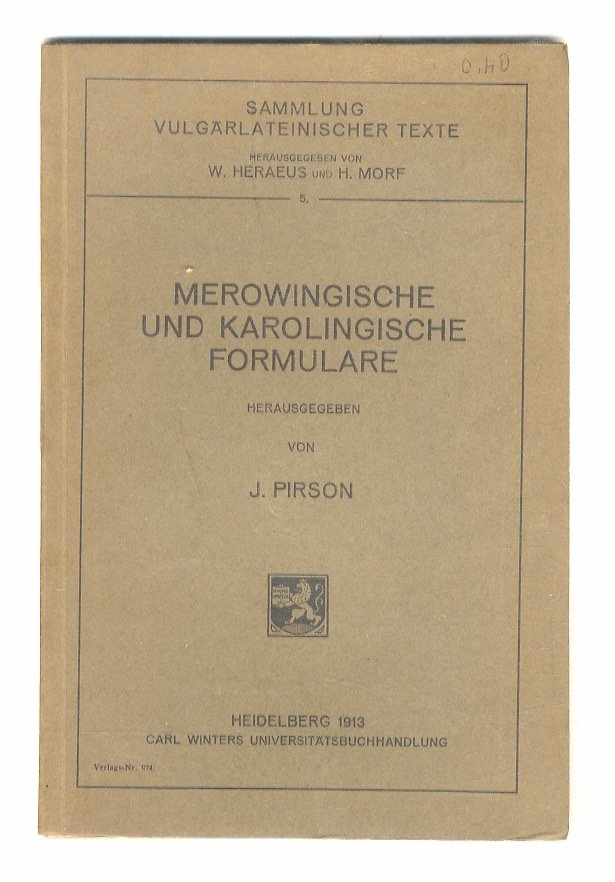 0.40
SAMMLUNG
VULGÄRLATEINISCHER TEXTE
HERAUSGEGEBEN VON
W. HERAEUS UND H. MORF
5.
MEROWINGISCHE
UND KAROLINGISCHE
FORMULARE
HERAUSGEGEBEN
VON
J. PIRSON
HEIDELBERG 1913
CARL WINTERS UNIVERSITÄTSBUCHHANDLUNG
Verlags-Nr. 974.